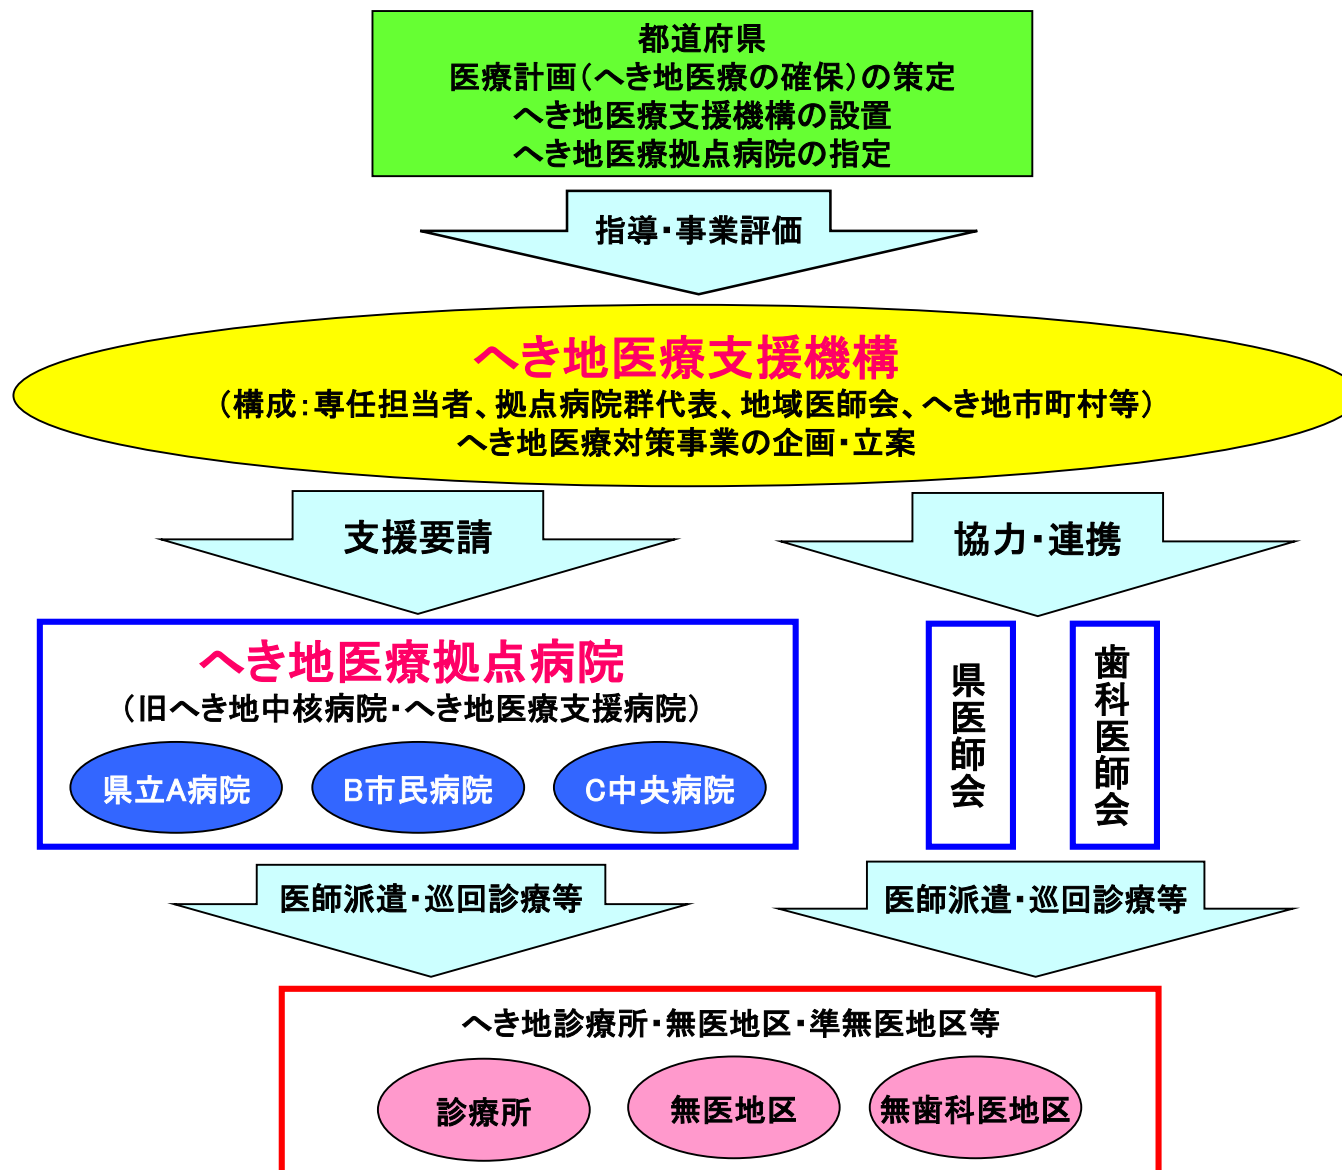 都道府県
医療計画（へき地医療の確保）の策定
へき地医療支援機構の設置
へき地医療拠点病院の指定
指導・事業評価
へき地医療支援機構
（構成：専任担当者、拠点病院群代表、地域医師会、へき地市町村等）
へき地医療対策事業の企画・立案
支援要請
協力・連携
へき地医療拠点病院
（旧へき地中核病院・へき地医療支援病院）
県立A病院
B市民病院
C中央病院
県医師会
歯科医師会
医師派遣・巡回診療等
医師派遣・巡回診療等
へき地診療所・無医地区・準無医地区等
診療所
無医地区
無歯科医地区